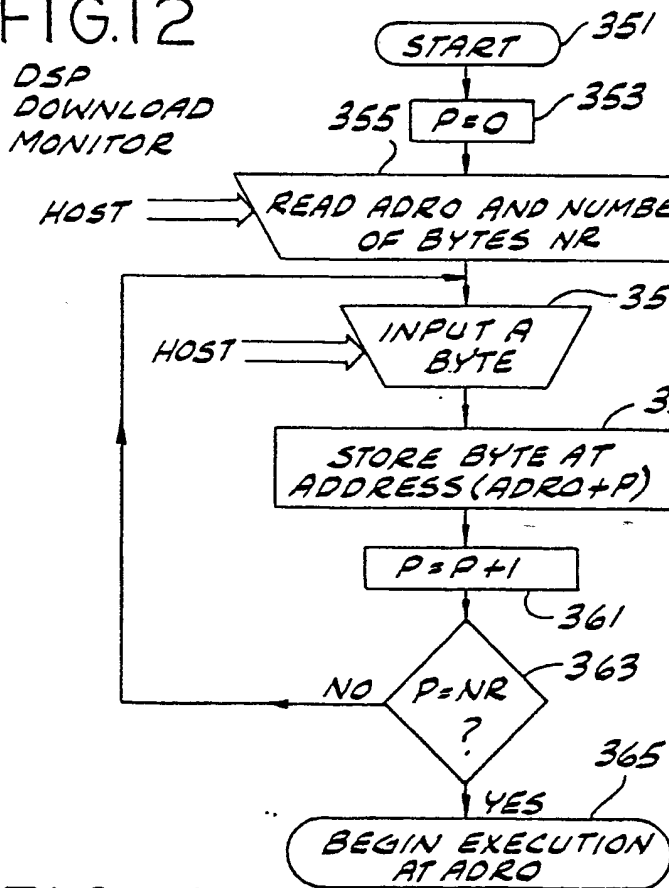 FIG.12
DSP
DOWNLOAD
MONITOR
START
351
P=0
353
355
HOST
READ ADRO AND NUMBE
OF BYTES NR
35
HOST
INPUT A
BYTE
STORE BYTE AT
ADDRESS (ADRO+P)
P=P+1
361
363
NO
P=NR
?
365
YES
BEGIN EXECUTION
AT ADRO